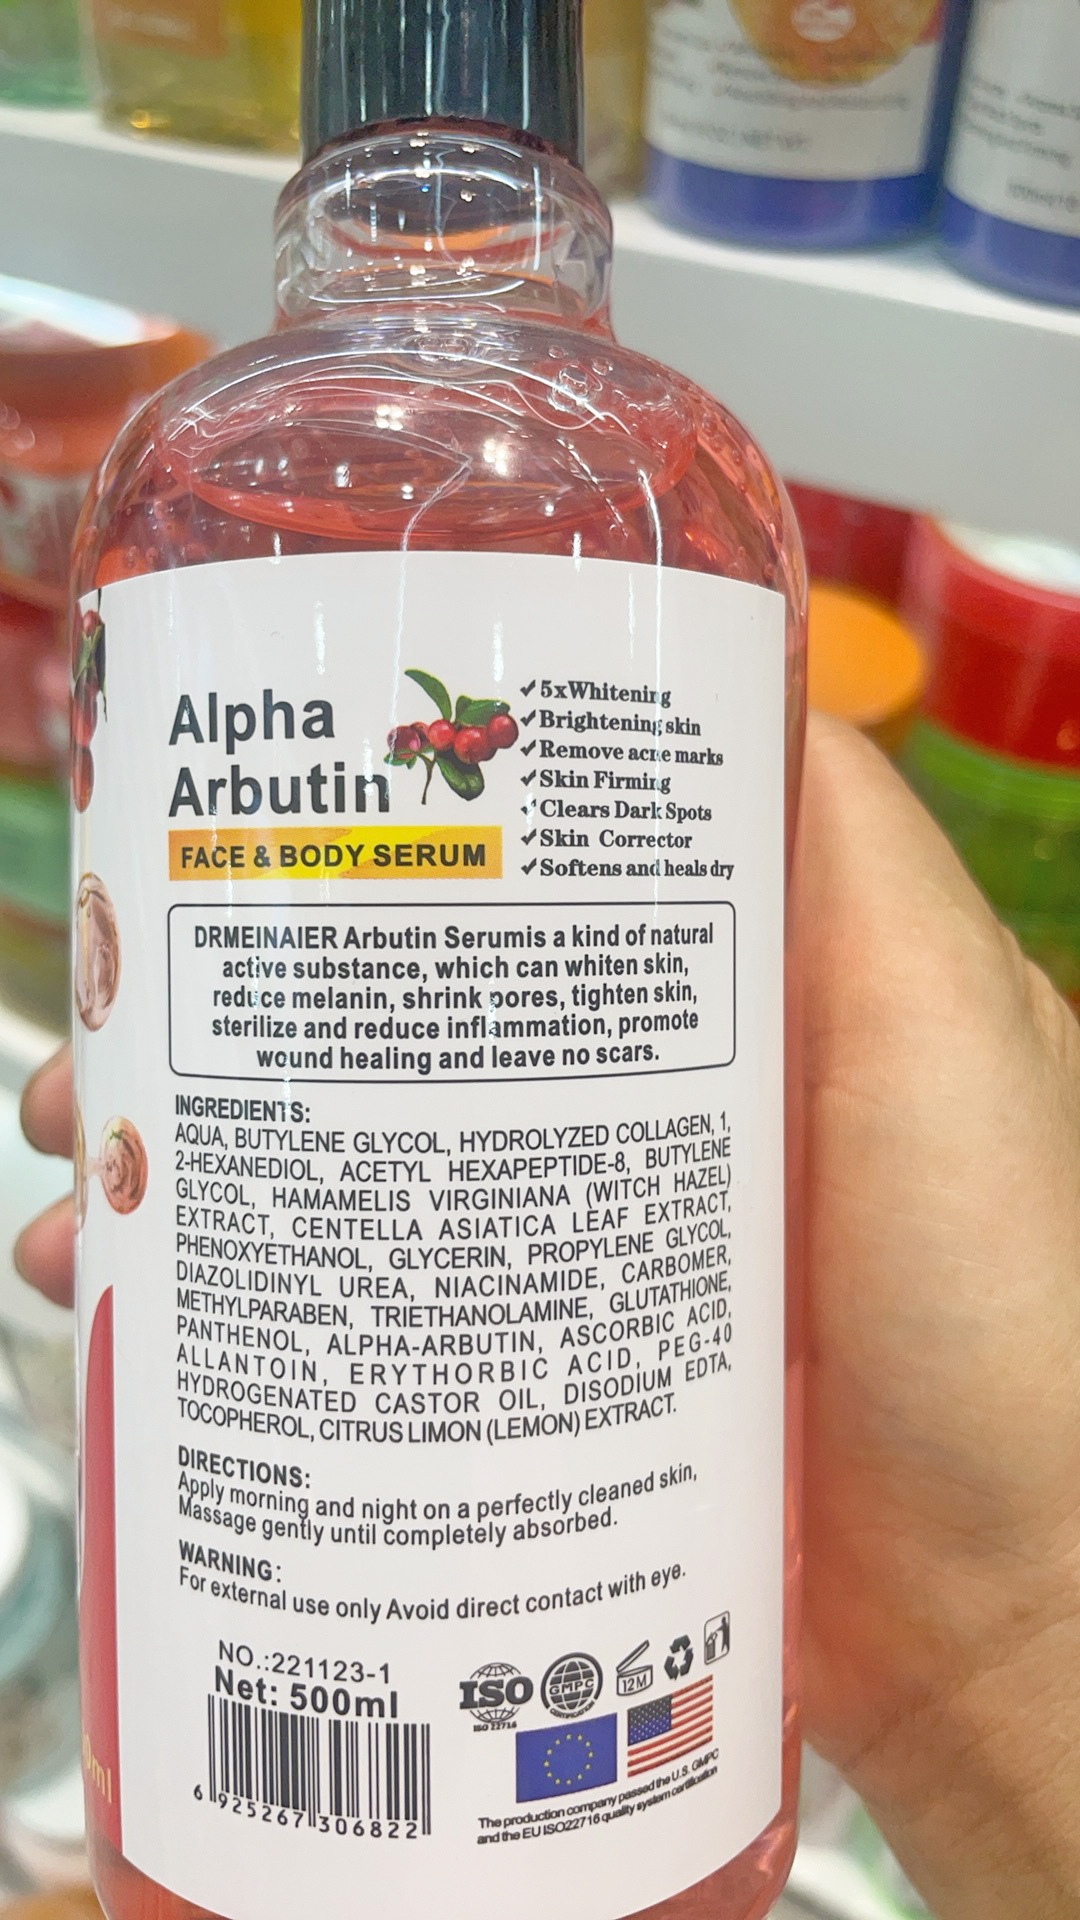 Alpha
Arbutin
FACE & BODY SERUM
✓5xWhitening
✓Brightening skin
✓Remove acne marks
✓Skin Firming
✓Clears Dark Spots
✓Skin Corrector
✓Softens and heals dry
DRMEINAIER Arbutin Serumis a kind of natural
active substance, which can whiten skin,
reduce melanin, shrink pores, tighten skin,
sterilize and reduce inflammation, promote
wound healing and leave no scars.
INGREDIENTS:
AQUA, BUTYLENE GLYCOL, HYDROLYZED COLLAGEN, 1,
2-HEXANEDIOL, ACETYL HEXAPEPTIDE-8, BUTYLENE
GLYCOL, HAMAMELIS VIRGINIANA (WITCH HAZEL)
EXTRACT, CENTELLA ASIATICA LEAF EXTRACT,
PHENOXYETHANOL, GLYCERIN, PROPYLENE GLYCOL,
DIAZOLIDINYL UREA, NIACINAMIDE, CARBOMER,
METHYLPARABEN, TRIETHANOLAMINE, GLUTATHIONE,
PANTHENOL, ALPHA-ARBUTIN, ASCORBIC ACID,
ALLANTOIN, ERYTHORBIC ACID, PEG-40
HYDROGENATED CASTOR OIL, DISODIUM EDTA,
TOCOPHEROL, CITRUS LIMON (LEMON) EXTRACT.
DIRECTIONS:
Apply morning and night on a perfectly cleaned skin,
Massage gently until completely absorbed.
WARNING:
For external use only Avoid direct contact with eye.
NO.:221123-1
Net: 500ml
6 925267 306822
ISO
ISO 22716
GMPC
CERTIFICATION
12M
The production company passed the U.S. GMPC
and the EU ISO22716 quality system certification
0ml